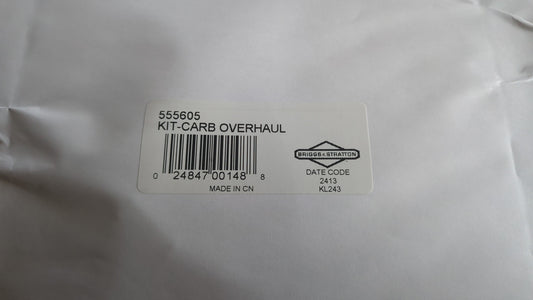 555605
KIT-CARB OVERHAUL
0 24847 00148 8
MADE IN CN
BRIGGS & STRATTON
DATE CODE
2413
KL243